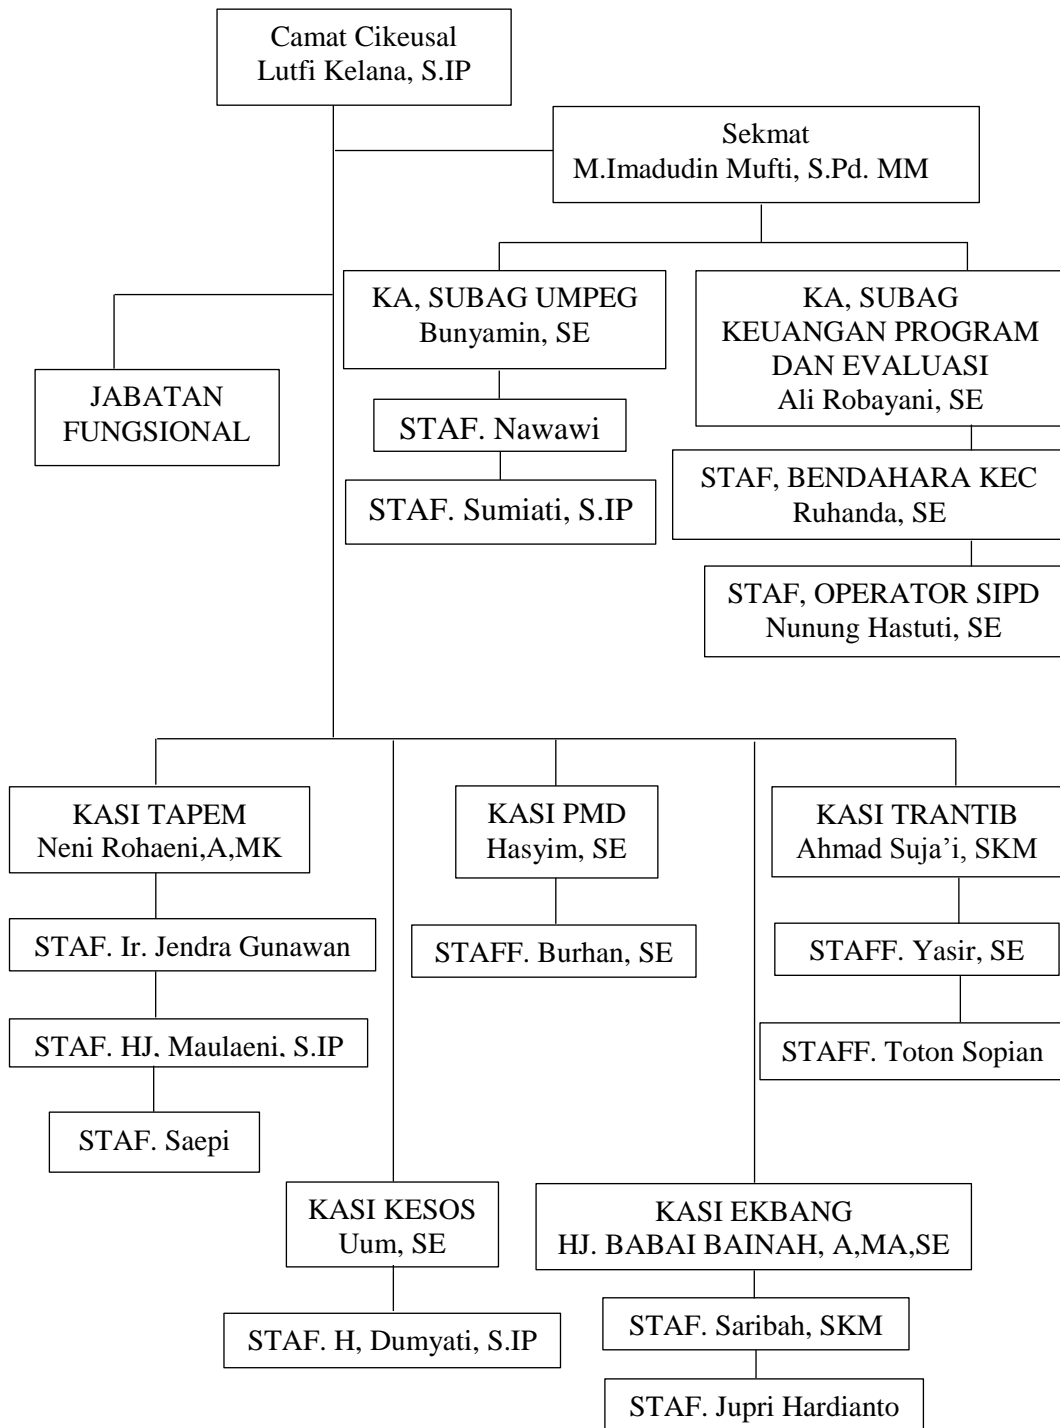 Camat Cikeusal
Lutfi Kelana, S.IP
Sekmat
M.Imadudin Mufti, S.Pd. MM
KA, SUBAG UMPEG
Bunyamin, SE
KA, SUBAG
KEUANGAN PROGRAM
DAN EVALUASI
Ali Robayani, SE
JABATAN
FUNGSIONAL
STAF. Nawawi
STAF. Sumiati, S.IP
STAF, BENDAHARA KEC
Ruhanda, SE
STAF, OPERATOR SIPD
Nunung Hastuti, SE
KASI TAPEM
Neni Rohaeni,A,MK
KASI PMD
Hasyim, SE
KASI TRANTIB
Ahmad Suja’i, SKM
STAF. Ir. Jendra Gunawan
STAFF. Burhan, SE
STAFF. Yasir, SE
STAF. HJ, Maulaeni, S.IP
STAFF. Toton Sopian
STAF. Saepi
KASI KESOS
Uum, SE
KASI EKBANG
HJ. BABAI BAINAH, A,MA,SE
STAF. H, Dumyati, S.IP
STAF. Saribah, SKM
STAF. Jupri Hardianto